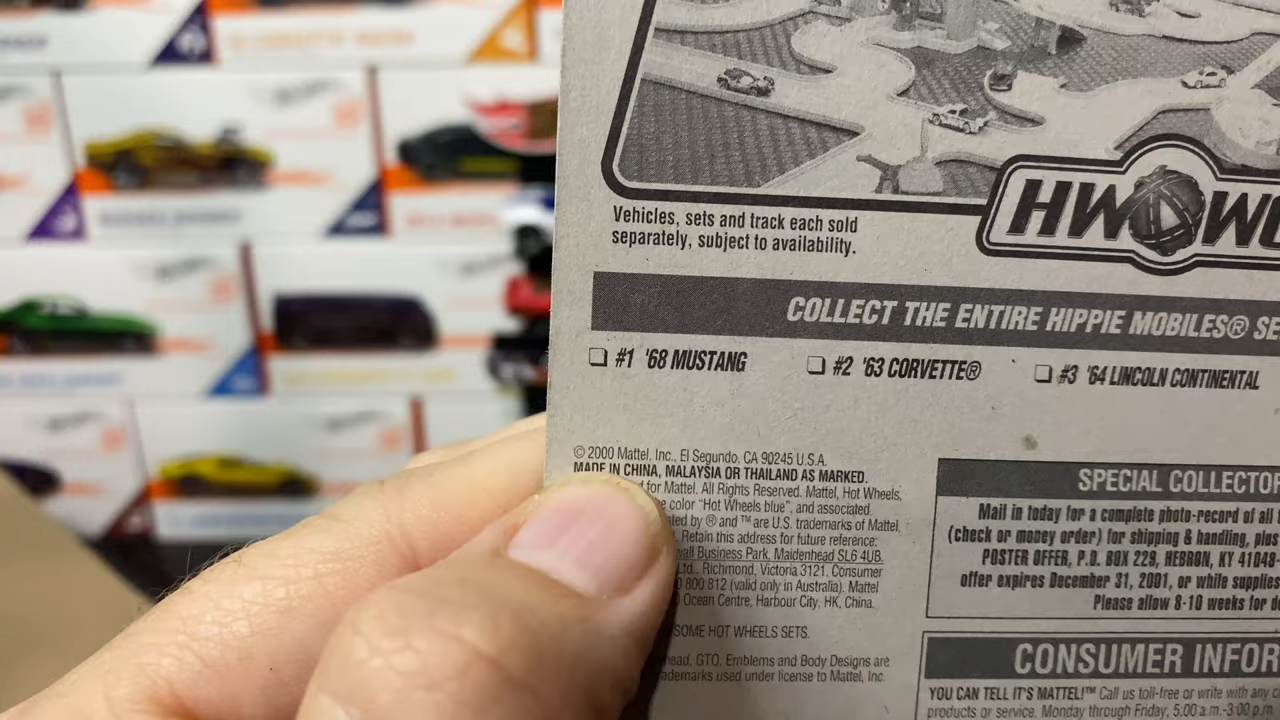 Vehicles, sets and track each sold
separately, subject to availability.
HW WO
COLLECT THE ENTIRE HIPPIE MOBILES® SE
#1 '68 MUSTANG
#2 '63 CORVETTE®
#3 '64 LINCOLN CONTINENTAL
© 2000 Mattel, Inc., El Segundo, CA 90245 U.S.A.
MADE IN CHINA, MALAYSIA OR THAILAND AS MARKED.
for Mattel. All Rights Reserved. Mattel, Hot Wheels,
color "Hot Wheels blue", and associated
ted by ® and ™ are U.S. trademarks of Mattel,
Retain this address for future reference:
wall Business Park, Maidenhead SL6 4UB.
Ltd., Richmond, Victoria 3121. Consumer
0 809 812 (valid only in Australia). Mattel
Ocean Centre, Harbour City, HK, China.
SOME HOT WHEELS SETS.
head, GTO, Emblems and Body Designs are
ademarks used under license to Mattel, Inc.
SPECIAL COLLECTOR
Mail in today for a complete photo-record of all
(check or money order) for shipping & handling, plus
POSTER OFFER, P.O. BOX 229, HEBRON, KY 41048-
offer expires December 31, 2001, or while supplies
Please allow 8-10 weeks for de
CONSUMER INFOR
YOU CAN TELL IT'S MATTEL!™ Call us toll-free or write with any c
products or service. Monday through Friday, 5:00 a.m.-3:00 p.m.